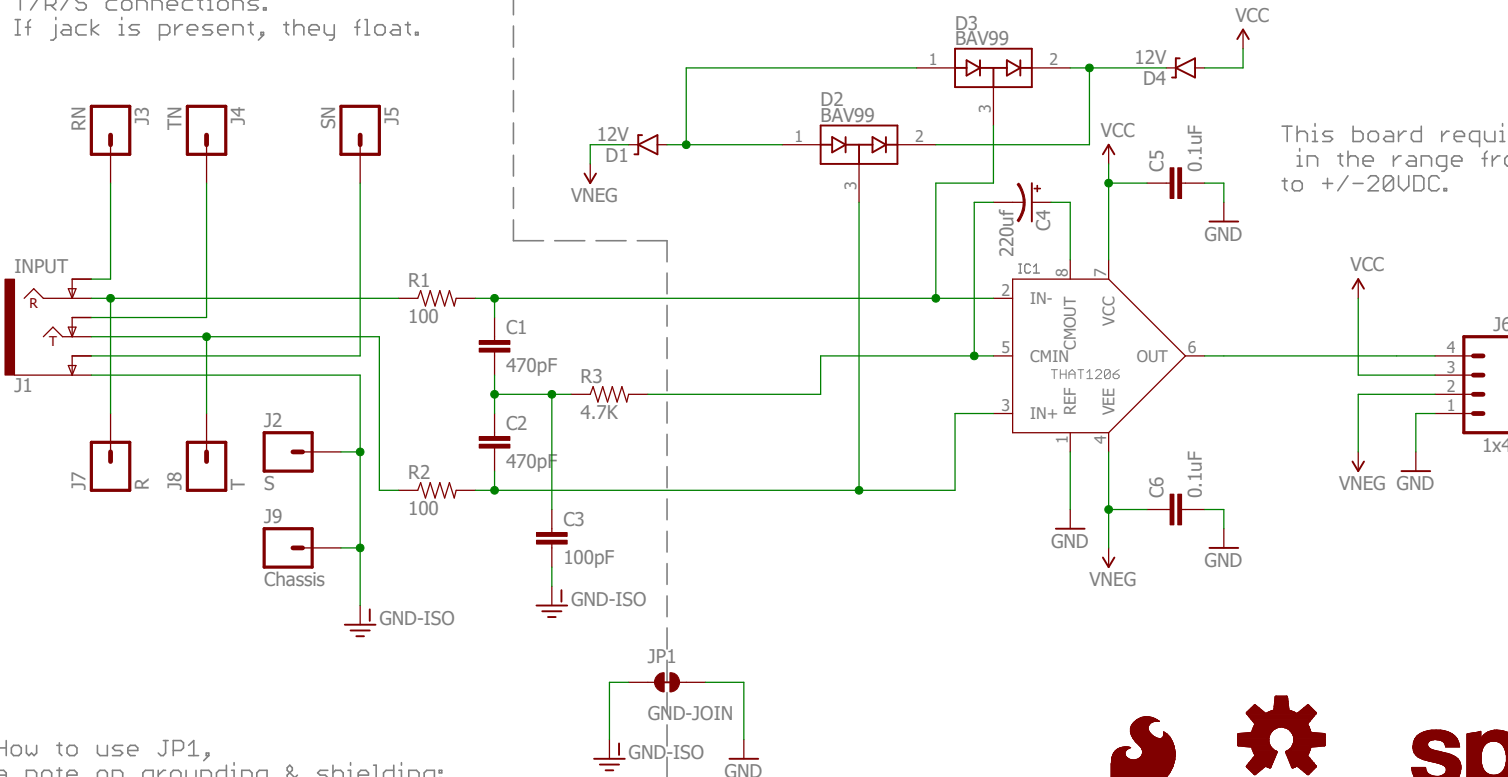 T/R/S connections.
If jack is present, they float.
RN
J3
TN
J4
SN
J5
INPUT
R
T
J1
J7
R
J8
T
J2
S
J9
Chassis
GND-ISO
R1
100
C1
470pF
R3
4.7K
C2
470pF
R2
100
C3
100pF
GND-ISO
JP1
GND-JOIN
GND-ISO
GND
12V
D1
VNEG
D2
BAV99
1
2
3
D3
BAV99
1
2
3
12V
D4
VCC
VCC
C5
0.1uF
GND
220uf
C4
+
IC1
8
7
2
IN-
CMOUT
VCC
5
CMIN
OUT
6
THAT1206
3
IN+
REF
VEE
1
4
GND
VNEG
C6
0.1uF
GND
This board requi
in the range fro
to +/-20VDC.
VCC
J6
4
3
2
1
1x4
VNEG
GND
How to use JP1,
a note on grounding & shielding:
sp